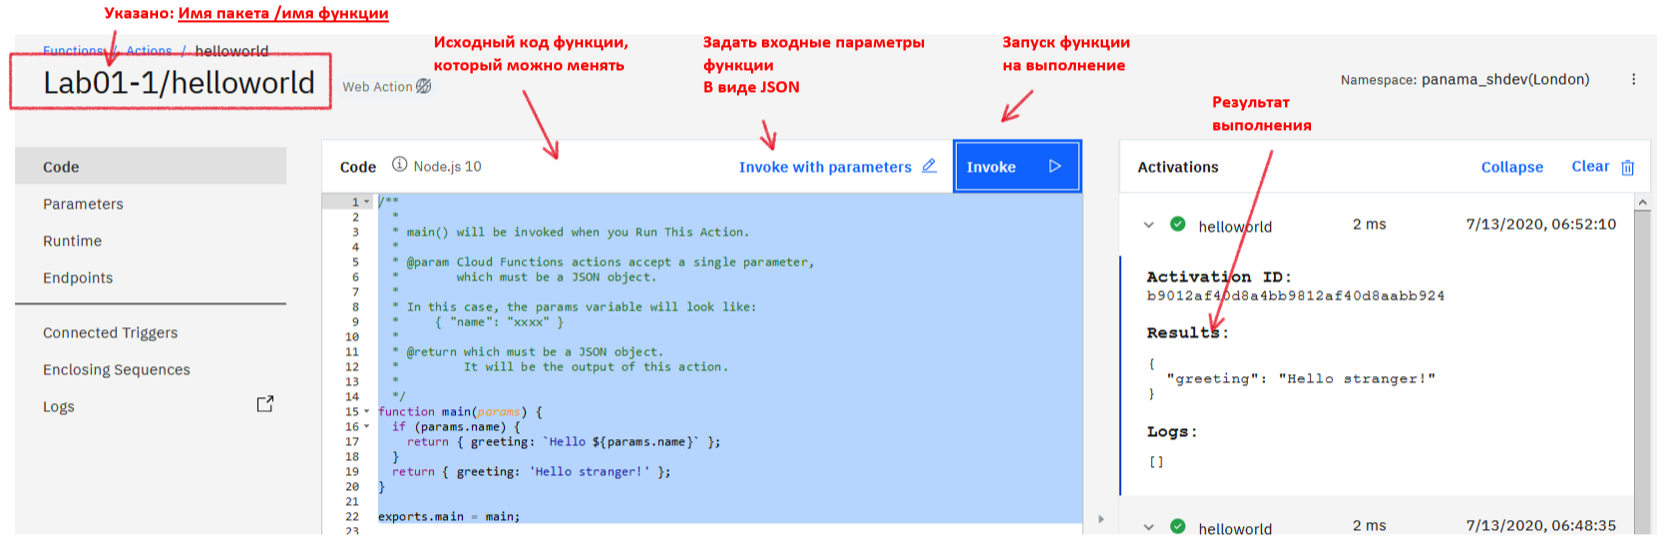 Указано: Имя пакета /имя функции
Functions / Actions / helloworld
Lab01-1/helloworld
Web Action
Исходный код функции,
который можно менять
Задать входные параметры
функции
В виде JSON
Запуск функции
на выполнение
Namespace: panama_shdev(London)
Результат
выполнения
Code
Parameters
Runtime
Endpoints
Connected Triggers
Enclosing Sequences
Logs
Code Node.js 10
Invoke with parameters
Invoke
1 /**
2 *
3 * main() will be invoked when you Run This Action.
4 *
5 * @param Cloud Functions actions accept a single parameter,
6 * which must be a JSON object.
7 *
8 * In this case, the params variable will look like:
9 * { "name": "xxxx" }
10 *
11 * @return which must be a JSON object.
12 * It will be the output of this action.
13 *
14 */
15 function main(params) {
16 if (params.name) {
17 return { greeting: `Hello ${params.name}` };
18 }
19 return { greeting: 'Hello stranger!' };
20 }
21
22 exports.main = main;
23
Activations Collapse Clear
helloworld 2 ms 7/13/2020, 06:52:10
Activation ID:
b9012af40d8a4bb9812af40d8aabb924
Results:
{
"greeting": "Hello stranger!"
}
Logs:
[]
helloworld 2 ms 7/13/2020, 06:48:35